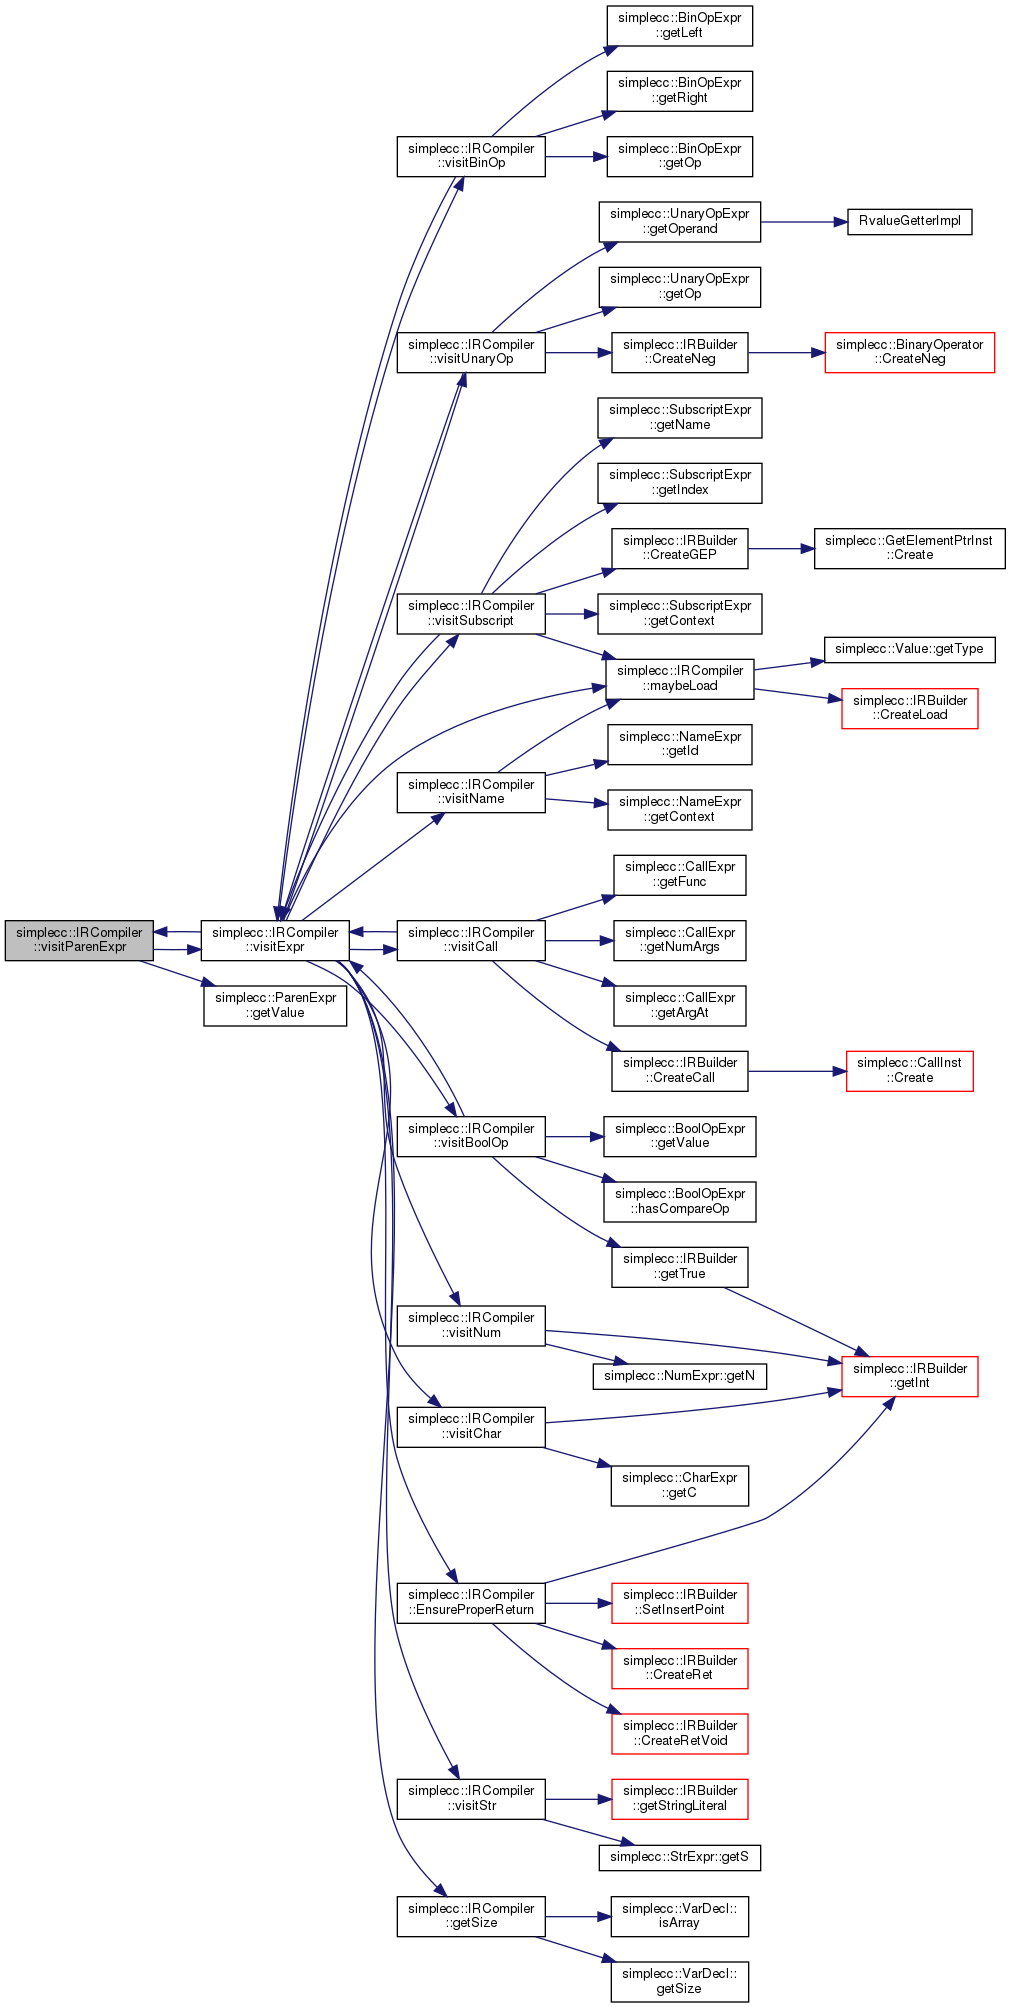 simplecc::BinOpExpr
::getLeft
simplecc::BinOpExpr
::getRight
simplecc::IRCompiler
::visitBinOp
simplecc::BinOpExpr
::getOp
simplecc::UnaryOpExpr
::getOperand
RvalueGetterImpl
simplecc::UnaryOpExpr
::getOp
simplecc::IRCompiler
::visitUnaryOp
simplecc::IRBuilder
::CreateNeg
simplecc::BinaryOperator
::CreateNeg
simplecc::SubscriptExpr
::getName
simplecc::SubscriptExpr
::getIndex
simplecc::IRBuilder
::CreateGEP
simplecc::GetElementPtrInst
::Create
simplecc::IRCompiler
::visitSubscript
simplecc::SubscriptExpr
::getContext
simplecc::IRCompiler
::maybeLoad
simplecc::Value::getType
simplecc::IRBuilder
::CreateLoad
simplecc::NameExpr
::getId
simplecc::IRCompiler
::visitName
simplecc::NameExpr
::getContext
simplecc::CallExpr
::getFunc
simplecc::IRCompiler
::visitParenExpr
simplecc::IRCompiler
::visitExpr
simplecc::IRCompiler
::visitCall
simplecc::CallExpr
::getNumArgs
simplecc::ParenExpr
::getValue
simplecc::CallExpr
::getArgAt
simplecc::IRBuilder
::CreateCall
simplecc::CallInst
::Create
simplecc::IRCompiler
::visitBoolOp
simplecc::BoolOpExpr
::getValue
simplecc::BoolOpExpr
::hasCompareOp
simplecc::IRBuilder
::getTrue
simplecc::IRCompiler
::visitNum
simplecc::NumExpr::getN
simplecc::IRBuilder
::getInt
simplecc::IRCompiler
::visitChar
simplecc::CharExpr
::getC
simplecc::IRCompiler
::EnsureProperReturn
simplecc::IRBuilder
::SetInsertPoint
simplecc::IRBuilder
::CreateRet
simplecc::IRBuilder
::CreateRetVoid
simplecc::IRCompiler
::visitStr
simplecc::IRBuilder
::getStringLiteral
simplecc::StrExpr::getS
simplecc::IRCompiler
::getSize
simplecc::VarDecl::
isArray
simplecc::VarDecl::
getSize